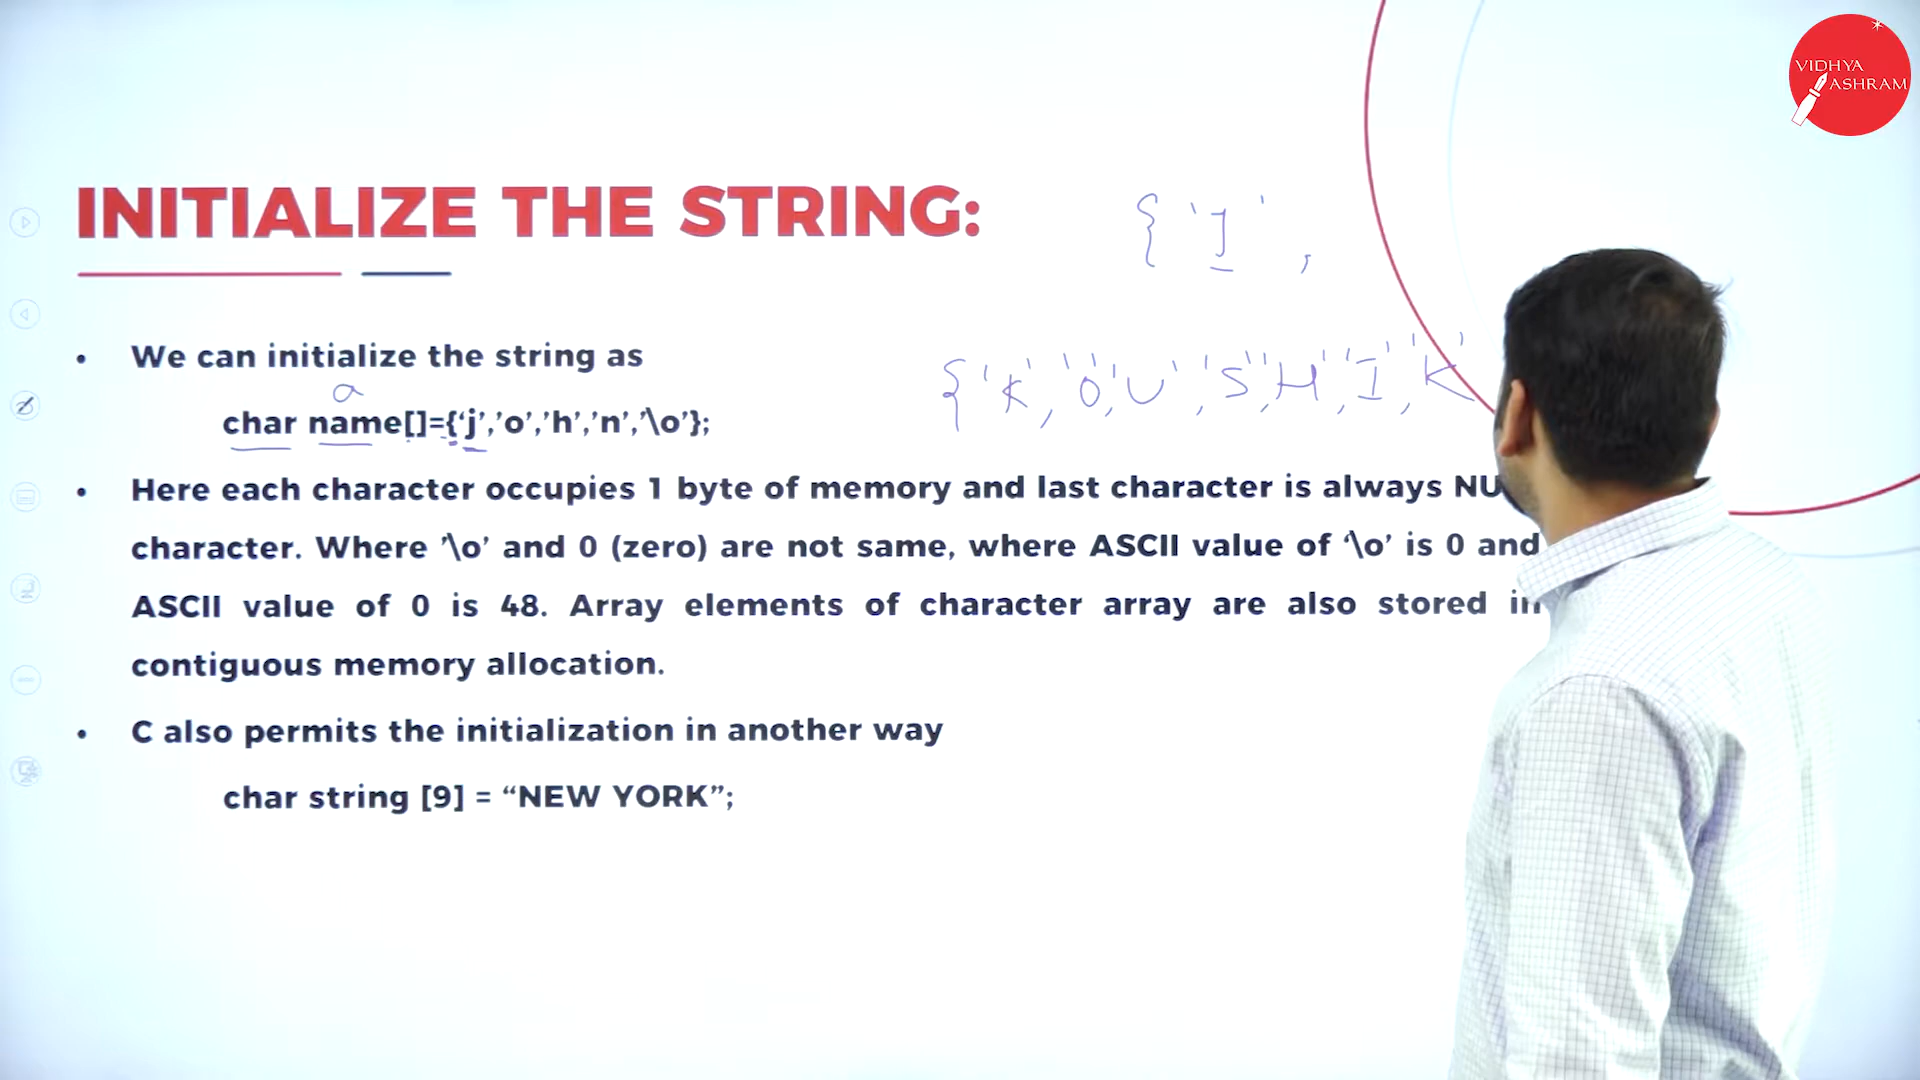 VIDHYA
ASHRAM
INITIALIZE THE STRING:
{ 'J' ,
• We can initialize the string as
a
{'K','O','U','S','H','I','K'
char name[]={‘j’,’o’,’h’,’n’,’\o’};
• Here each character occupies 1 byte of memory and last character is always NU
character. Where ’\o’ and 0 (zero) are not same, where ASCII value of ‘\o’ is 0 and
ASCII value of 0 is 48. Array elements of character array are also stored in
contiguous memory allocation.
• C also permits the initialization in another way
char string [9] = “NEW YORK”;